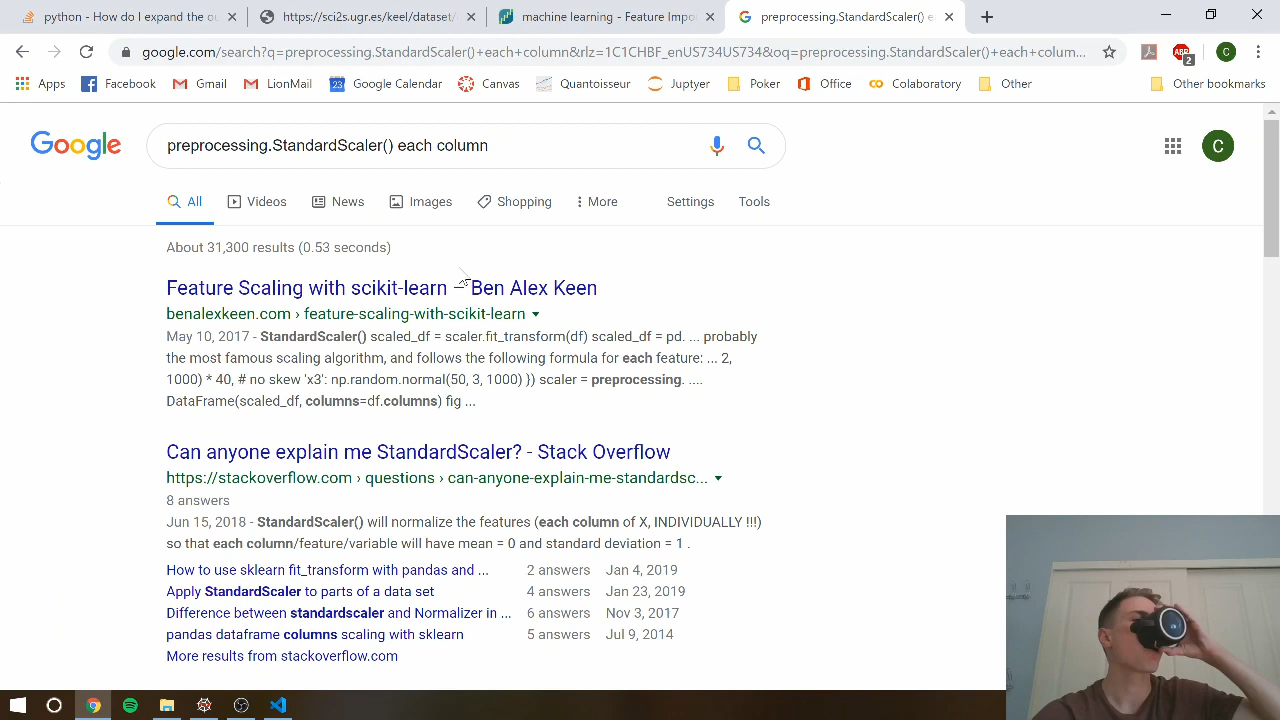 python - How do I expand the ou
https://sci2s.ugr.es/keel/dataset/
machine learning - Feature Impo
preprocessing.StandardScaler() e
google.com/search?q=preprocessing.StandardScaler()+each+column&rlz=1C1CHBF_enUS734US734&oq=preprocessing.StandardScaler()+each+colum...
ABP
2
C
Apps
Facebook
Gmail
LionMail
23
Google Calendar
Canvas
Quantoisseur
Juptyer
Poker
Office
Colaboratory
Other
Other bookmarks
Google
preprocessing.StandardScaler() each column
C
All
Videos
News
Images
Shopping
More
Settings
Tools
About 31,300 results (0.53 seconds)
Feature Scaling with scikit-learn – Ben Alex Keen
benalexkeen.com › feature-scaling-with-scikit-learn
May 10, 2017 - StandardScaler() scaled_df = scaler.fit_transform(df) scaled_df = pd. ... probably
the most famous scaling algorithm, and follows the following formula for each feature: ... 2,
1000) * 40, # no skew 'x3': np.random.normal(50, 3, 1000) }) scaler = preprocessing. ....
DataFrame(scaled_df, columns=df.columns) fig ...
Can anyone explain me StandardScaler? - Stack Overflow
https://stackoverflow.com › questions › can-anyone-explain-me-standardsc...
8 answers
Jun 15, 2018 - StandardScaler() will normalize the features (each column of X, INDIVIDUALLY !!!)
so that each column/feature/variable will have mean = 0 and standard deviation = 1 .
How to use sklearn fit_transform with pandas and ... 2 answers Jan 4, 2019
Apply StandardScaler to parts of a data set 4 answers Jan 23, 2019
Difference between standardscaler and Normalizer in ... 6 answers Nov 3, 2017
pandas dataframe columns scaling with sklearn 5 answers Jul 9, 2014
More results from stackoverflow.com